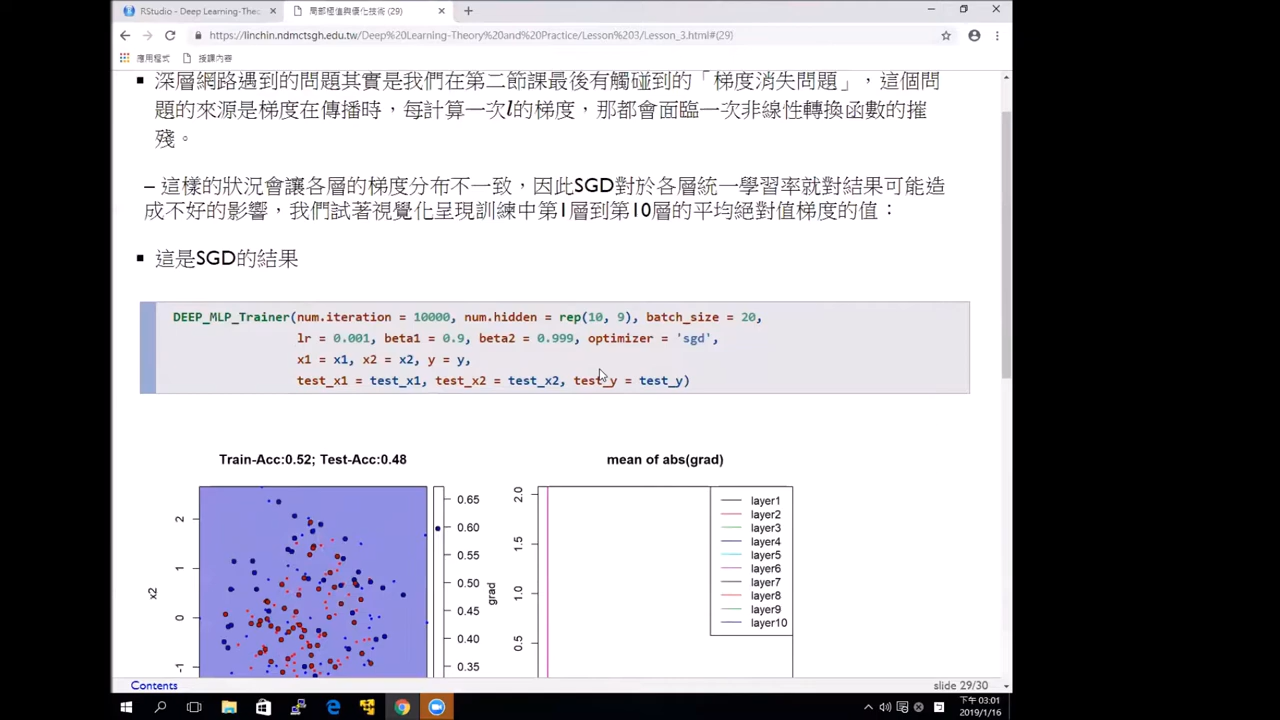 RStudio - Deep Learning-Theo
局部極值與優化技術 (29)
https://linchin.ndmctsgh.edu.tw/Deep%20Learning-Theory%20and%20Practice/Lesson%203/Lesson_3.html#(29)
應用程式
授課內容
深層網路遇到的問題其實是我們在第二節課最後有觸碰到的「梯度消失問題」，這個問
題的來源是梯度在傳播時，每計算一次l的梯度，那都會面臨一次非線性轉換函數的摧
殘。
– 這樣的狀況會讓各層的梯度分布不一致，因此SGD對於各層統一學習率就對結果可能造
成不好的影響，我們試著視覺化呈現訓練中第1層到第10層的平均絕對值梯度的值：
這是SGD的結果
DEEP_MLP_Trainer(num.iteration = 10000, num.hidden = rep(10, 9), batch_size = 20,
lr = 0.001, beta1 = 0.9, beta2 = 0.999, optimizer = 'sgd',
x1 = x1, x2 = x2, y = y,
test_x1 = test_x1, test_x2 = test_x2, test_y = test_y)
Train-Acc:0.52; Test-Acc:0.48
mean of abs(grad)
2
1
0
-1
x2
0.65
0.60
0.55
0.50
0.45
0.40
0.35
grad
2.0
1.5
1.0
0.5
layer1
layer2
layer3
layer4
layer5
layer6
layer7
layer8
layer9
layer10
Contents
slide 29/30
下午 03:01
2019/1/16